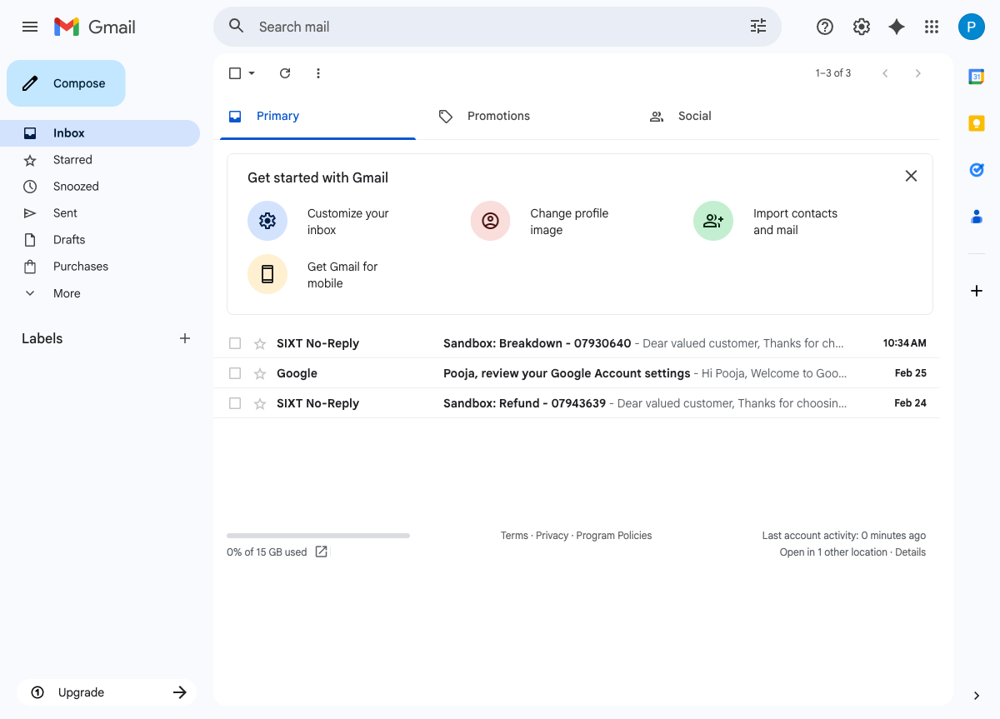 Gmail
Search mail
P
Compose
1–3 of 3
31
Primary
Promotions
Social
Inbox
Starred
Snoozed
Sent
Drafts
Purchases
More
Labels
Get started with Gmail
Customize your
inbox
Change profile
image
Import contacts
and mail
Get Gmail for
mobile
SIXT No-Reply Sandbox: Breakdown - 07930640 - Dear valued customer, Thanks for ch… 10:34 AM
Google Pooja, review your Google Account settings - Hi Pooja, Welcome to Goo… Feb 25
SIXT No-Reply Sandbox: Refund - 07943639 - Dear valued customer, Thanks for choosin… Feb 24
0% of 15 GB used
Terms · Privacy · Program Policies
Last account activity: 0 minutes ago
Open in 1 other location · Details
1 Upgrade